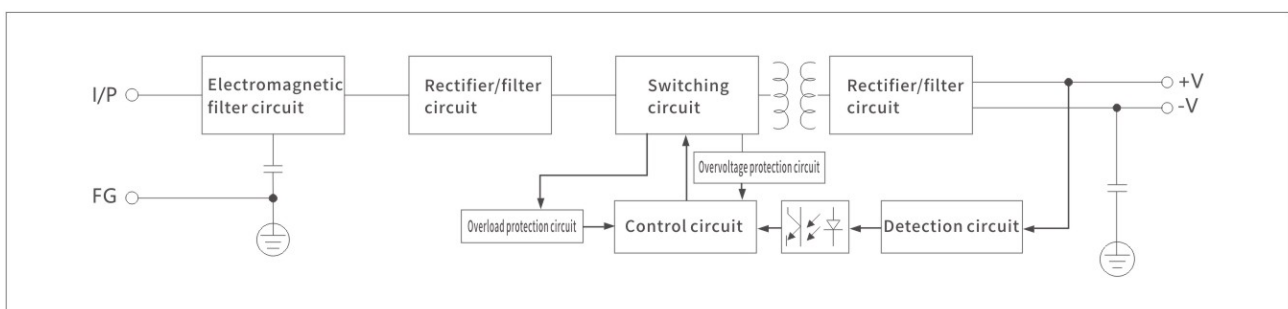 I/P
Electromagnetic
filter circuit
Rectifier/filter
circuit
Switching
circuit
Rectifier/filter
circuit
+V
-V
Overvoltage protection circuit
FG
Overload protection circuit
Control circuit
Detection circuit